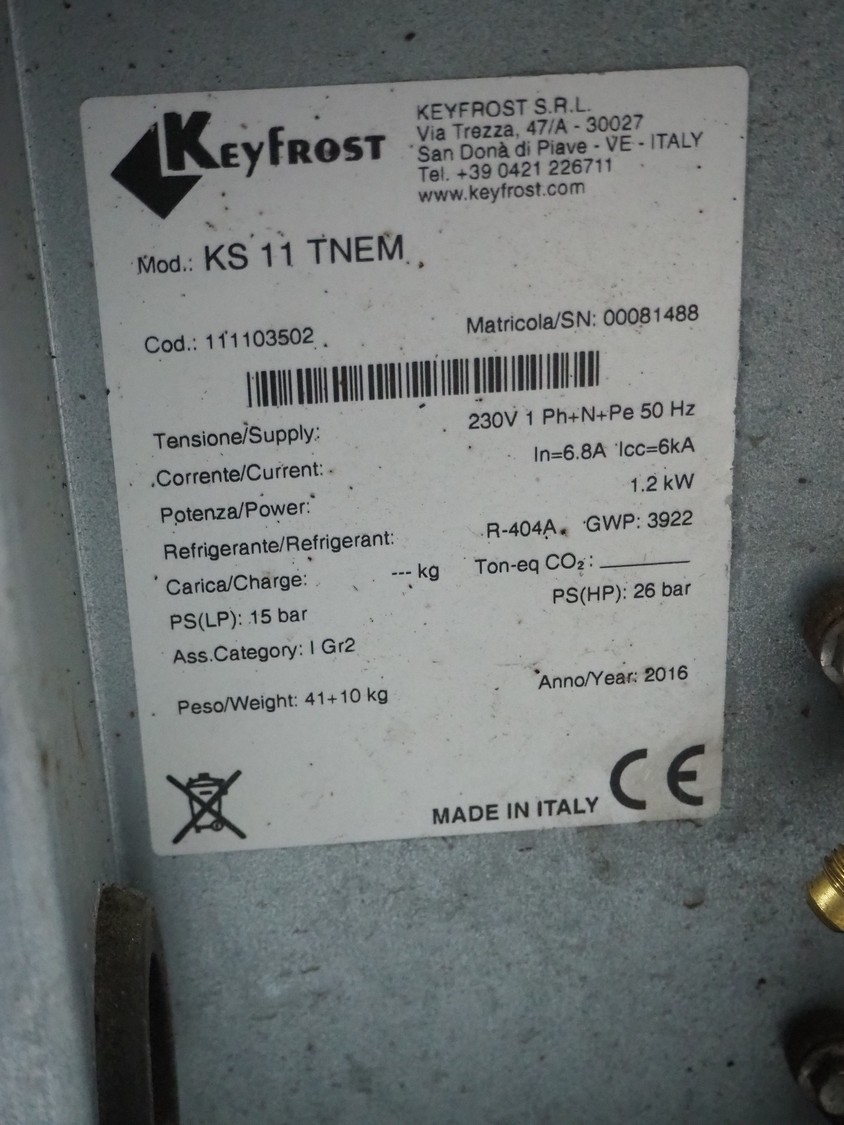 KEYFROST
KEYFROST S.R.L.
Via Trezza, 47/A - 30027
San Donà di Piave - VE - ITALY
Tel. +39 0421 226711
www.keyfrost.com
Mod.: KS 11 TNEM
Cod.: 111103502
Matricola/SN: 00081488
Tensione/Supply: 230V 1 Ph+N+Pe 50 Hz
Corrente/Current: In=6.8A Icc=6kA
Potenza/Power: 1.2 kW
Refrigerante/Refrigerant: R-404A GWP: 3922
Carica/Charge: --- kg Ton-eq CO₂: ________
PS(LP): 15 bar PS(HP): 26 bar
Ass.Category: I Gr2
Peso/Weight: 41+10 kg Anno/Year: 2016
MADE IN ITALY CE